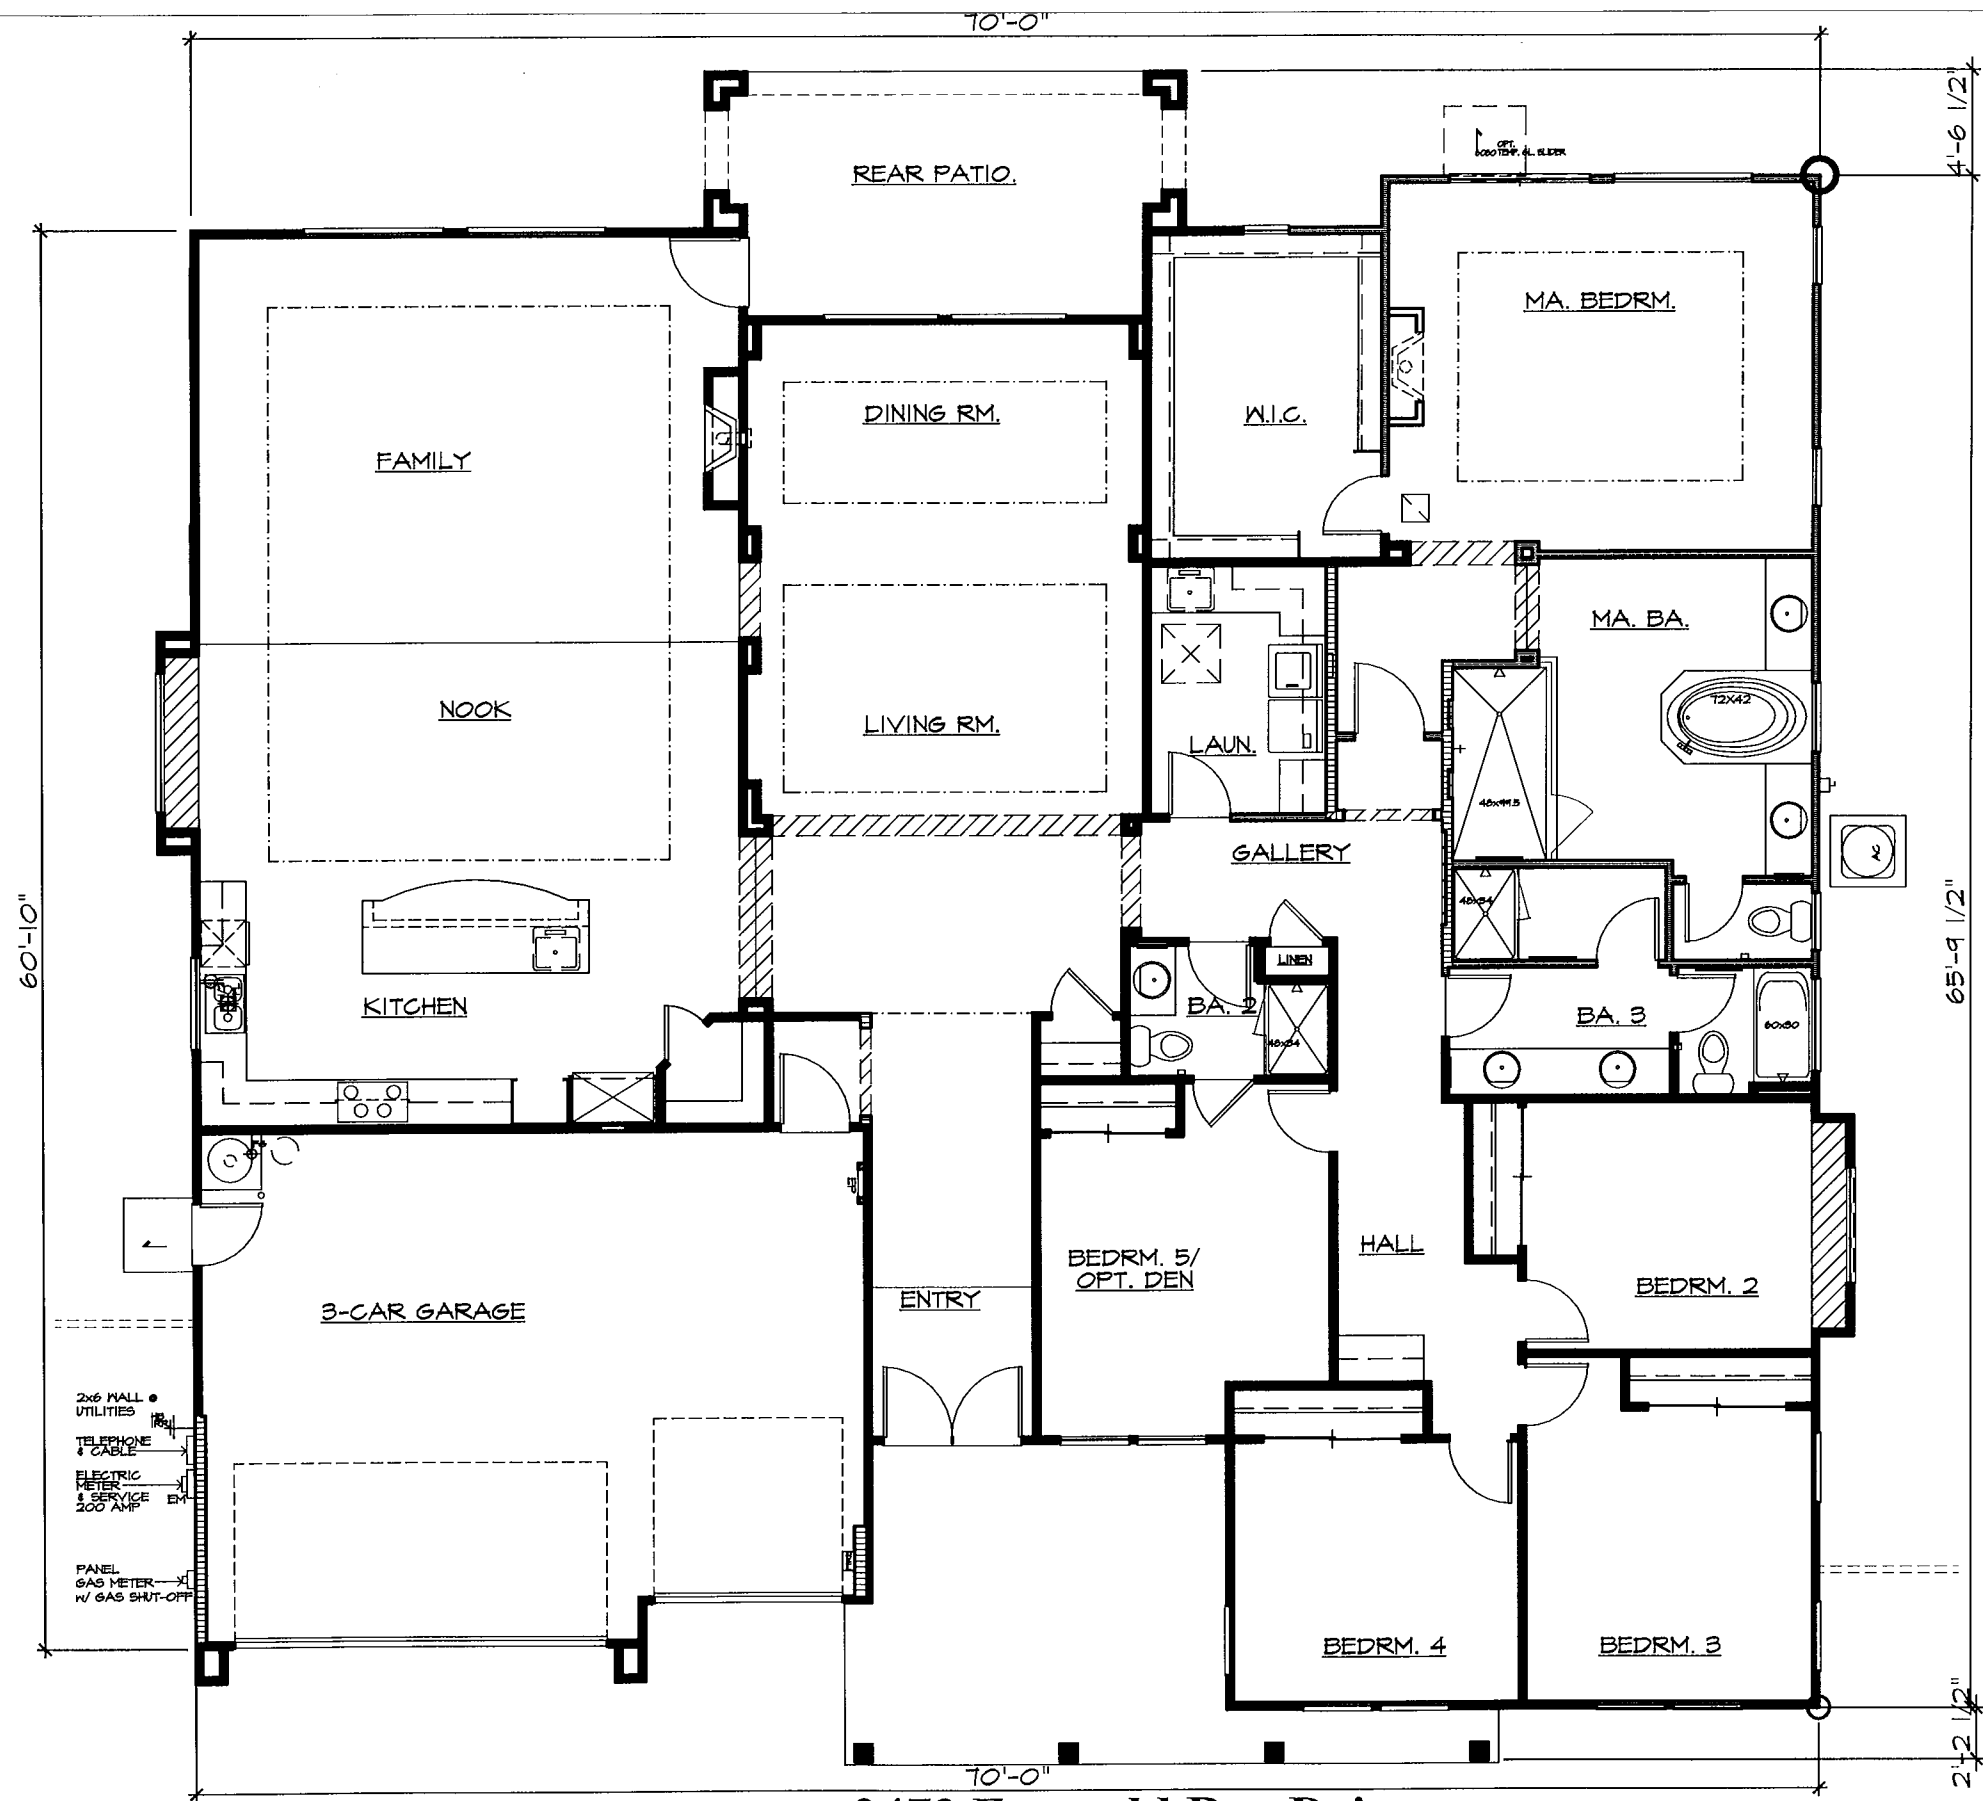 70'-0"
4'-6 1/2"
OPT.
REAR PATIO.
MA. BEDRM.
DINING RM.
W.I.C.
FAMILY
MA. BA.
72X42
NOOK
LIVING RM.
LAUN.
GALLERY
AC
60'-10"
65'-9 1/2"
LINEN
KITCHEN
BA. 2
BA. 3
60x30
48x34
48x34
EP
HALL
BEDRM. 5/
OPT. DEN
BEDRM. 2
ENTRY
3-CAR GARAGE
2x6 WALL @
UTILITIES
TELEPHONE
& CABLE
ELECTRIC
METER
& SERVICE
200 AMP
EM
PANEL
GAS METER
W/ GAS SHUT-OFF
BEDRM. 4
BEDRM. 3
2'-2 1/2"
70'-0"